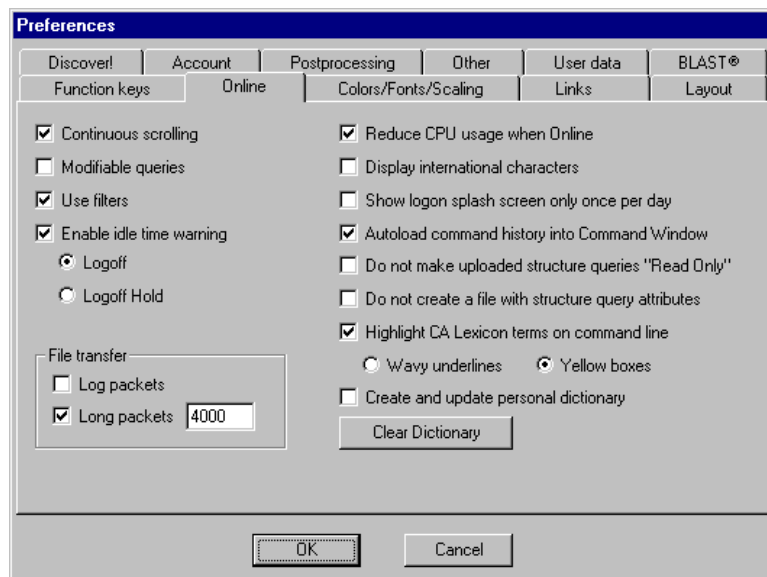 Preferences
Discover! Account Postprocessing Other User data BLAST®
Function keys Online Colors/Fonts/Scaling Links Layout
Continuous scrolling
Modifiable queries
Use filters
Enable idle time warning
Logoff
Logoff Hold
File transfer
Log packets
Long packets 4000
Reduce CPU usage when Online
Display international characters
Show logon splash screen only once per day
Autoload command history into Command Window
Do not make uploaded structure queries "Read Only"
Do not create a file with structure query attributes
Highlight CA Lexicon terms on command line
Wavy underlines Yellow boxes
Create and update personal dictionary
Clear Dictionary
OK Cancel